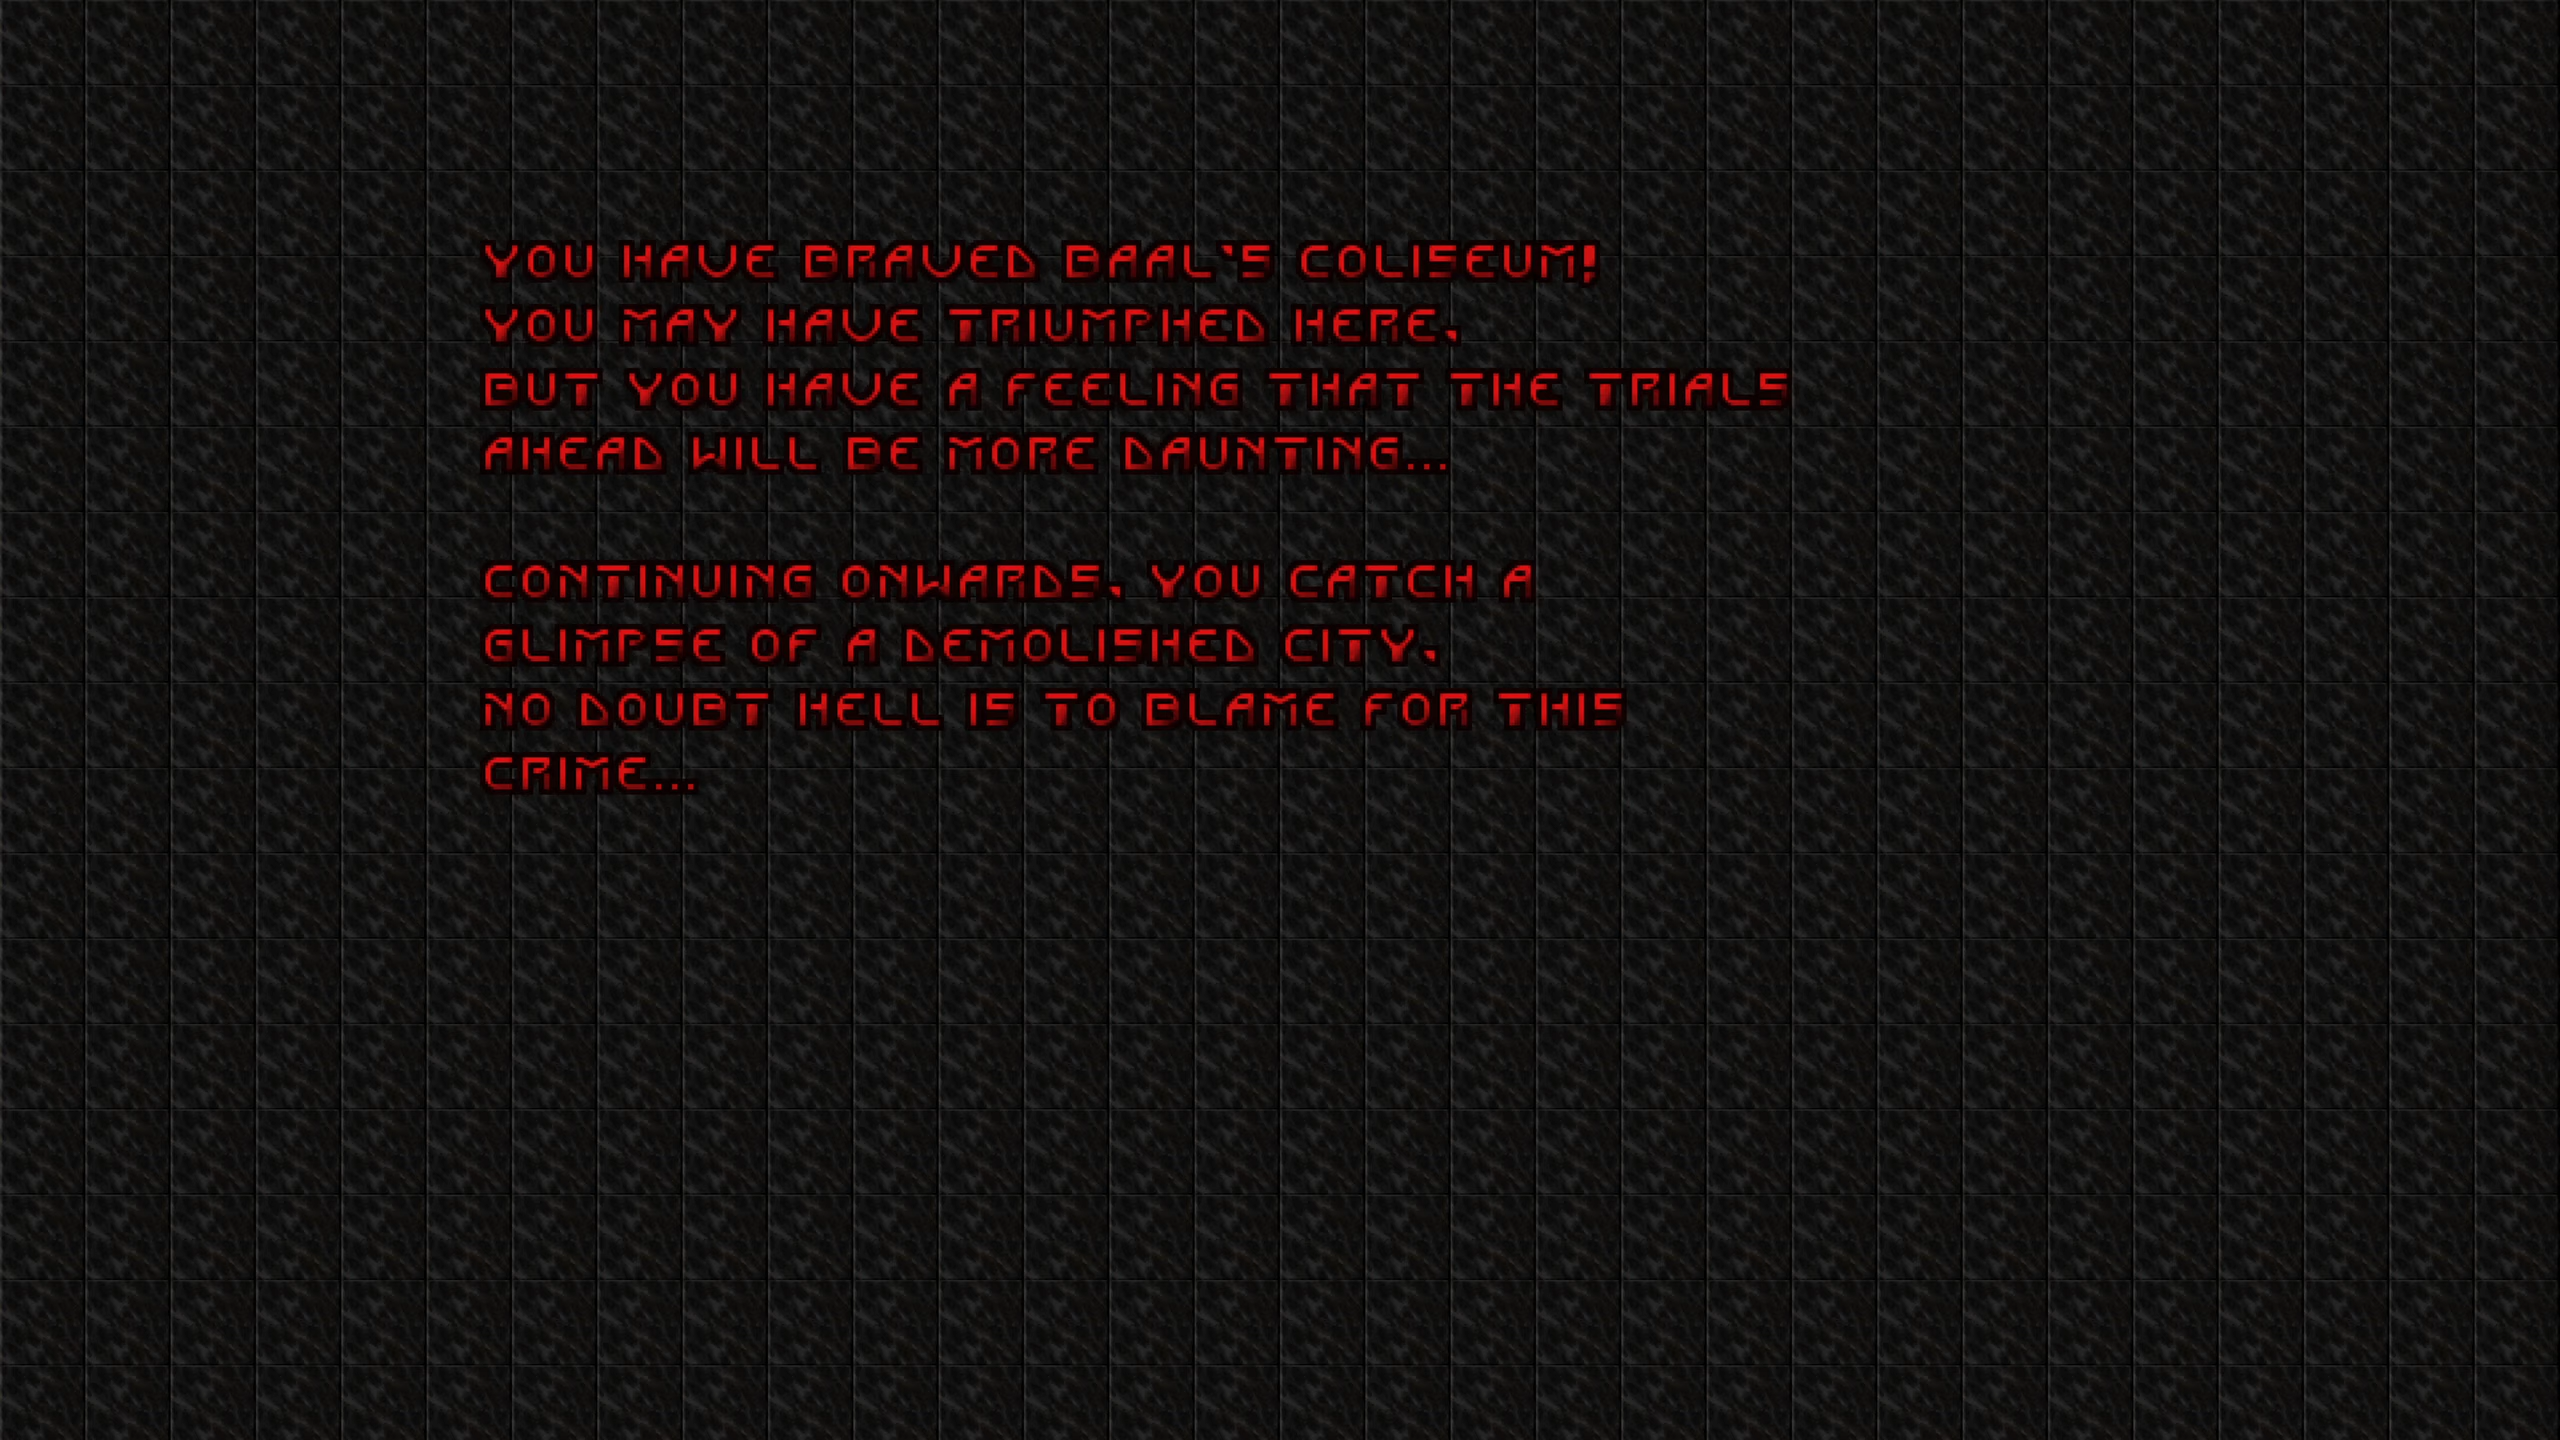 YOU HAVE BRAVED BAAL'S COLISEUM!
YOU MAY HAVE TRIUMPHED HERE,
BUT YOU HAVE A FEELING THAT THE TRIALS
AHEAD WILL BE MORE DAUNTING...
CONTINUING ONWARDS, YOU CATCH A
GLIMPSE OF A DEMOLISHED CITY,
NO DOUBT HELL IS TO BLAME FOR THIS
CRIME...